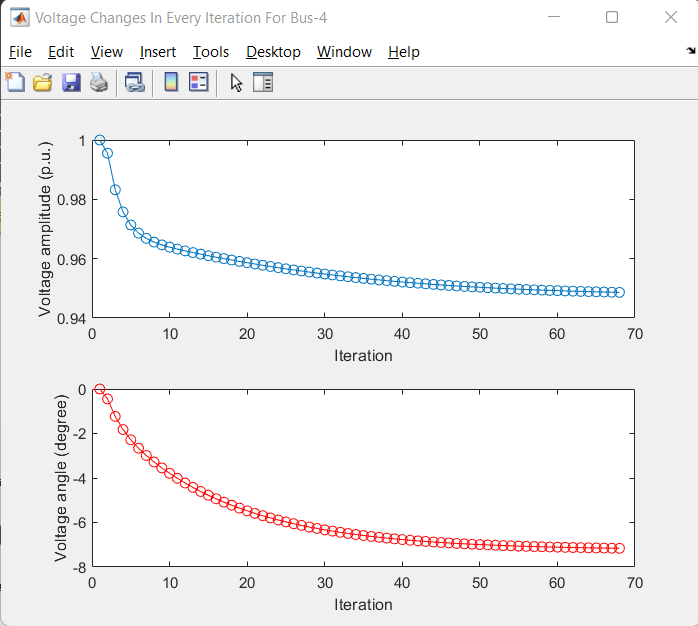 Voltage Changes In Every Iteration For Bus-4
File Edit View Insert Tools Desktop Window Help
Voltage amplitude (p.u.)
1
0.98
0.96
0.94
0 10 20 30 40 50 60 70
Iteration
Voltage angle (degree)
0
-2
-4
-6
-8
0 10 20 30 40 50 60 70
Iteration